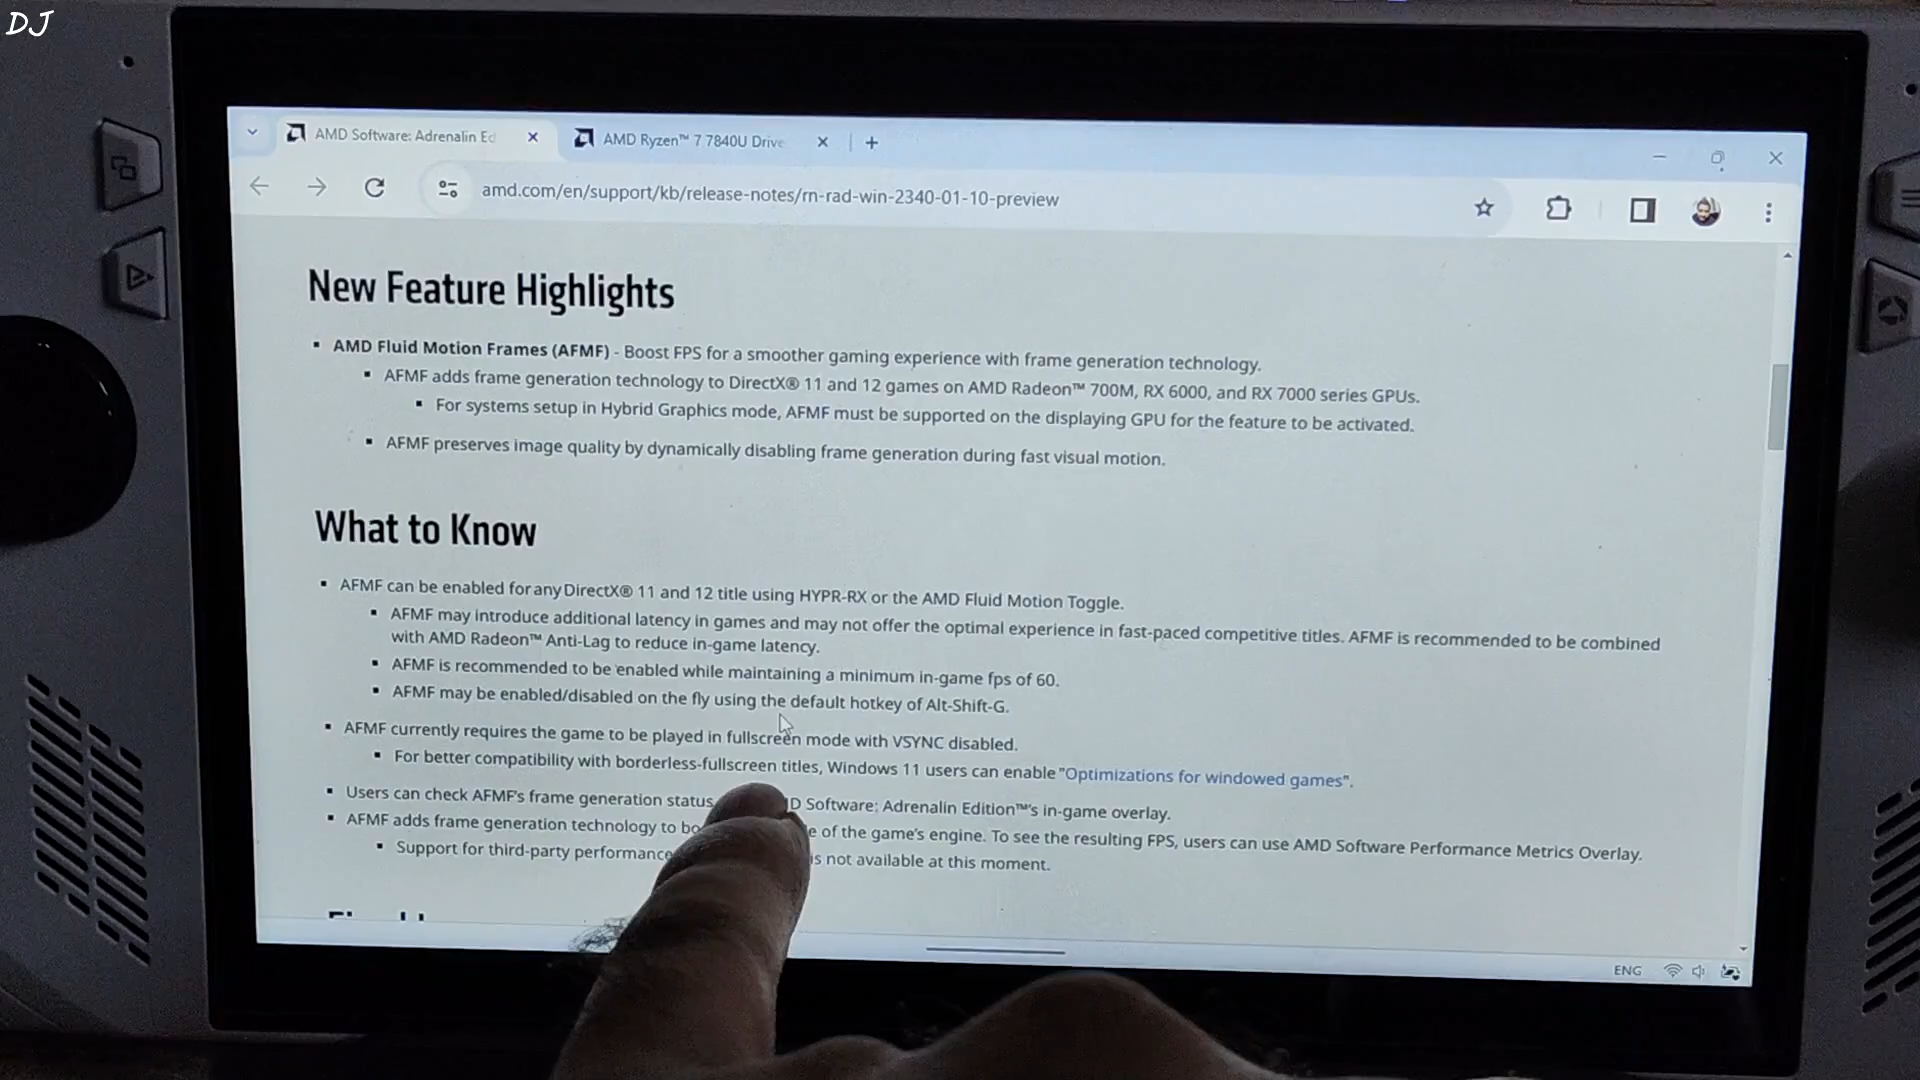 DJ
AMD Software: Adrenalin Ed
AMD Ryzen™ 7 7840U Drive
amd.com/en/support/kb/release-notes/rn-rad-win-2340-01-10-preview
New Feature Highlights
AMD Fluid Motion Frames (AFMF) - Boost FPS for a smoother gaming experience with frame generation technology.
AFMF adds frame generation technology to DirectX® 11 and 12 games on AMD Radeon™ 700M, RX 6000, and RX 7000 series GPUs.
For systems setup in Hybrid Graphics mode, AFMF must be supported on the displaying GPU for the feature to be activated.
AFMF preserves image quality by dynamically disabling frame generation during fast visual motion.
What to Know
AFMF can be enabled for any DirectX® 11 and 12 title using HYPR-RX or the AMD Fluid Motion Toggle.
AFMF may introduce additional latency in games and may not offer the optimal experience in fast-paced competitive titles. AFMF is recommended to be combined
with AMD Radeon™ Anti-Lag to reduce in-game latency.
AFMF is recommended to be enabled while maintaining a minimum in-game fps of 60.
AFMF may be enabled/disabled on the fly using the default hotkey of Alt-Shift-G.
AFMF currently requires the game to be played in fullscreen mode with VSYNC disabled.
For better compatibility with borderless-fullscreen titles, Windows 11 users can enable "Optimizations for windowed games".
Users can check AFMF's frame generation status D Software: Adrenalin Edition™'s in-game overlay.
AFMF adds frame generation technology to bo e of the game's engine. To see the resulting FPS, users can use AMD Software Performance Metrics Overlay.
Support for third-party performance is not available at this moment.
ENG